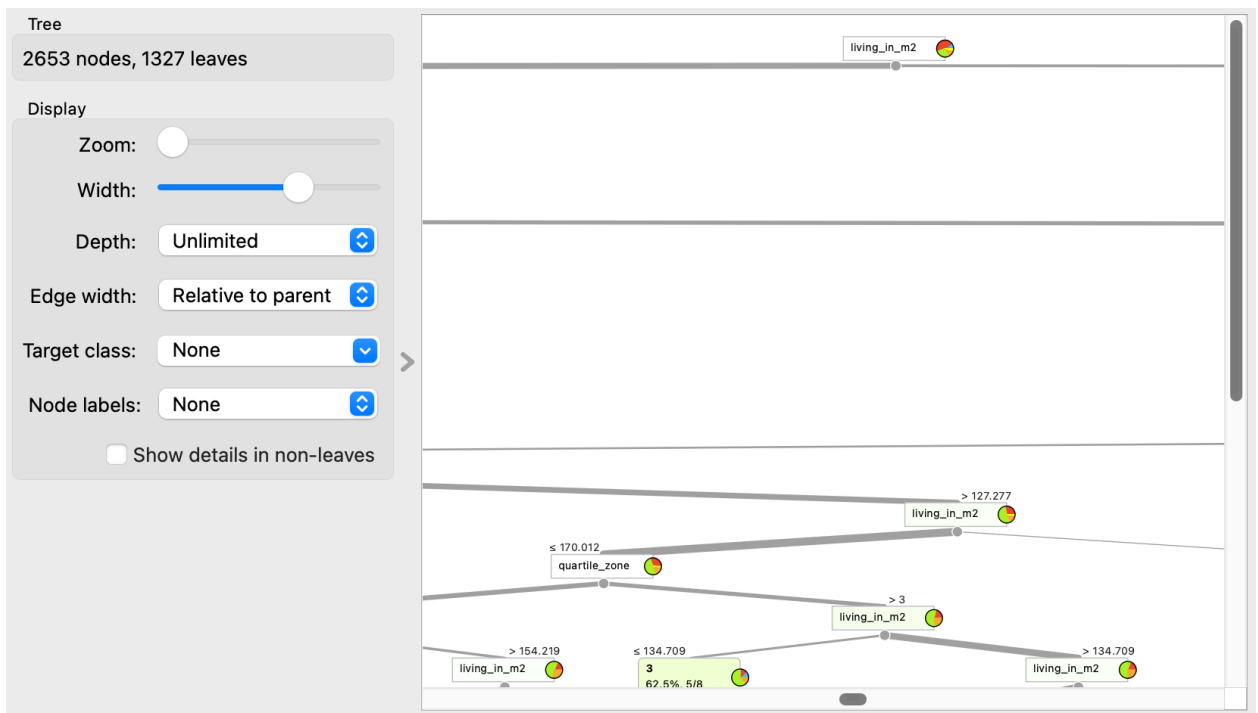 Tree
2653 nodes, 1327 leaves
Display
Zoom:
Width:
Depth: Unlimited
Edge width: Relative to parent
Target class: None
Node labels: None
Show details in non-leaves
living_in_m2
> 127.277
living_in_m2
≤ 170.012
quartile_zone
> 3
living_in_m2
> 154.219
living_in_m2
≤ 134.709
3
62.5%, 5/8
> 134.709
living_in_m2